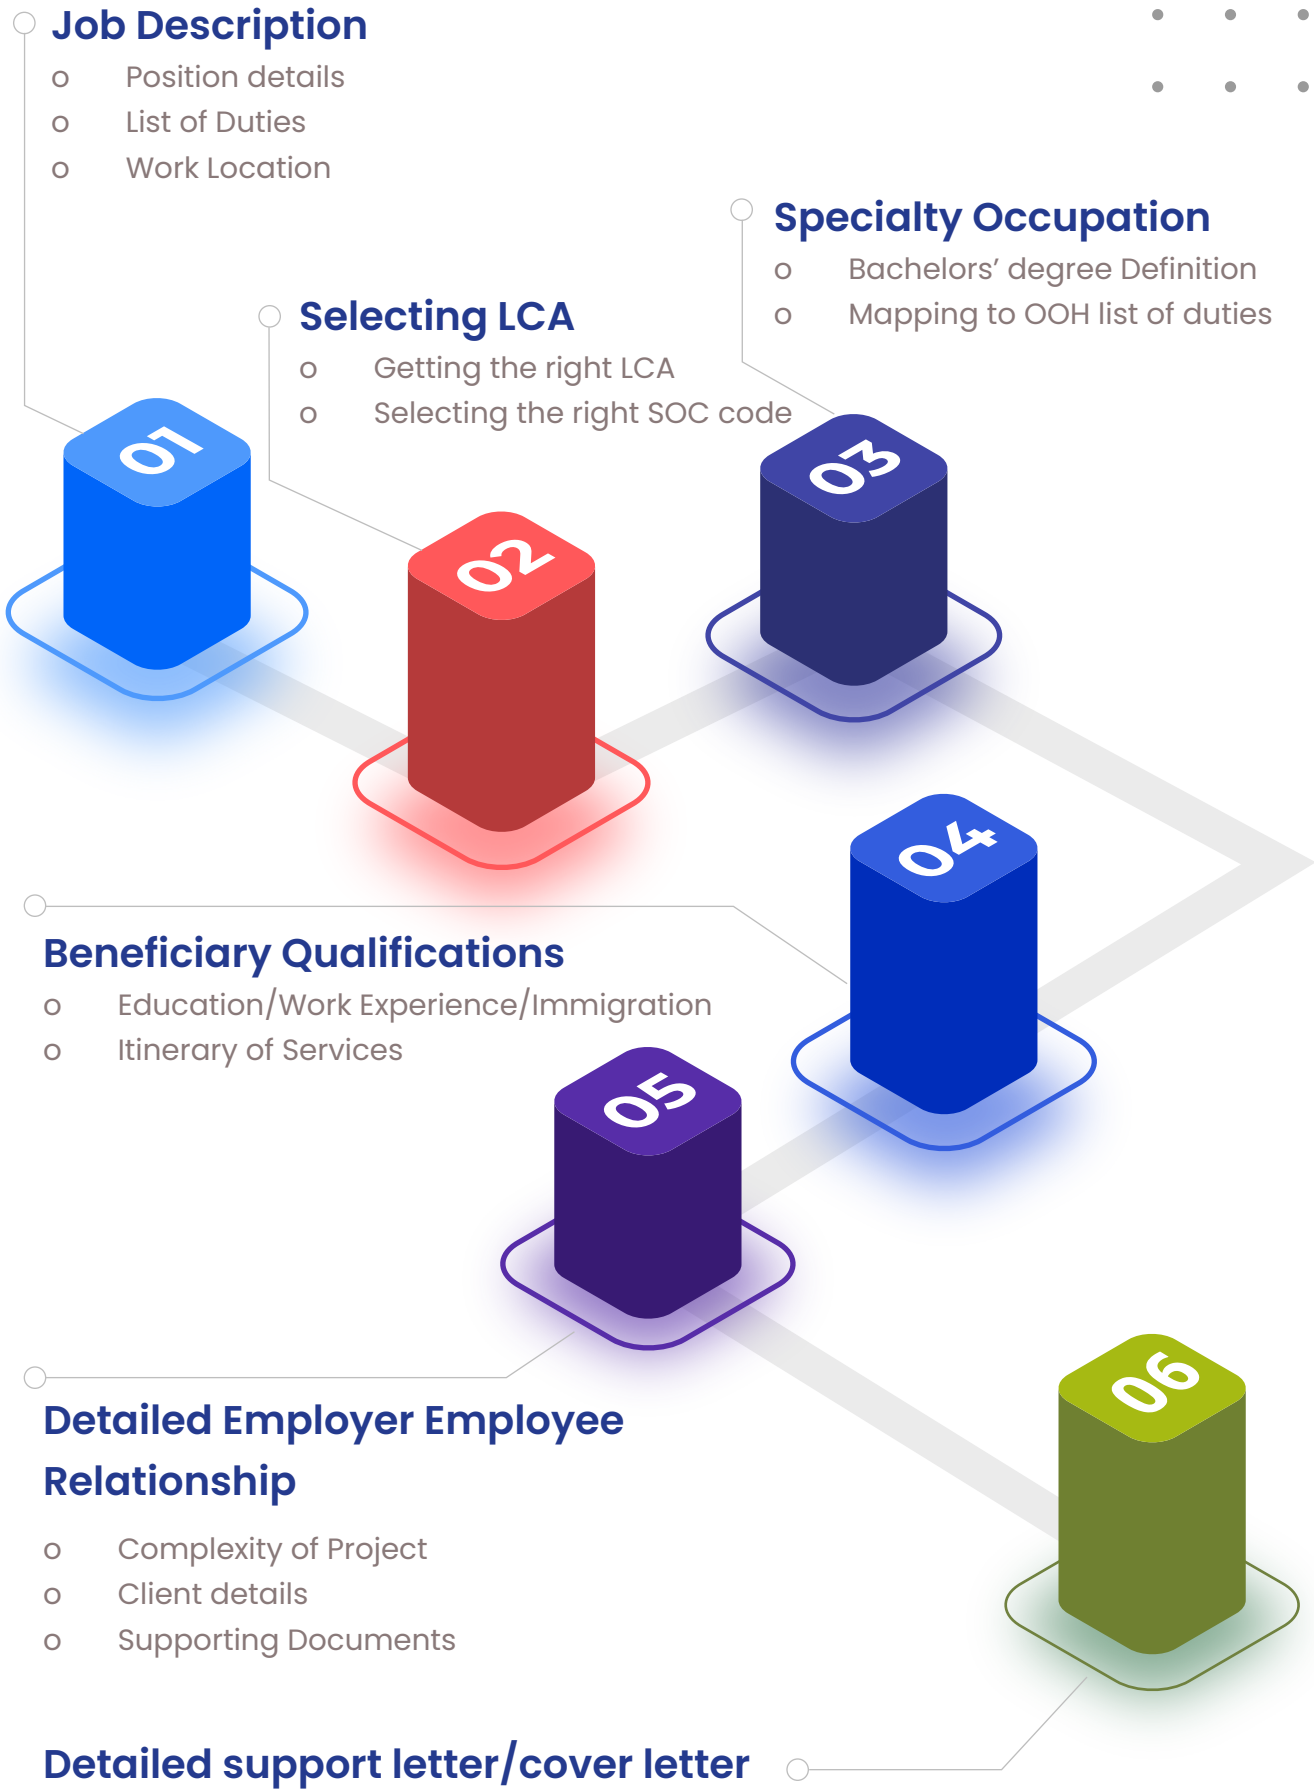 Job Description
o Position details
o List of Duties
o Work Location
Specialty Occupation
o Bachelors’ degree Definition
o Mapping to OOH list of duties
Selecting LCA
o Getting the right LCA
o Selecting the right SOC code
01
02
03
04
Beneficiary Qualifications
o Education/Work Experience/Immigration
o Itinerary of Services
05
06
Detailed Employer Employee
Relationship
o Complexity of Project
o Client details
o Supporting Documents
Detailed support letter/cover letter